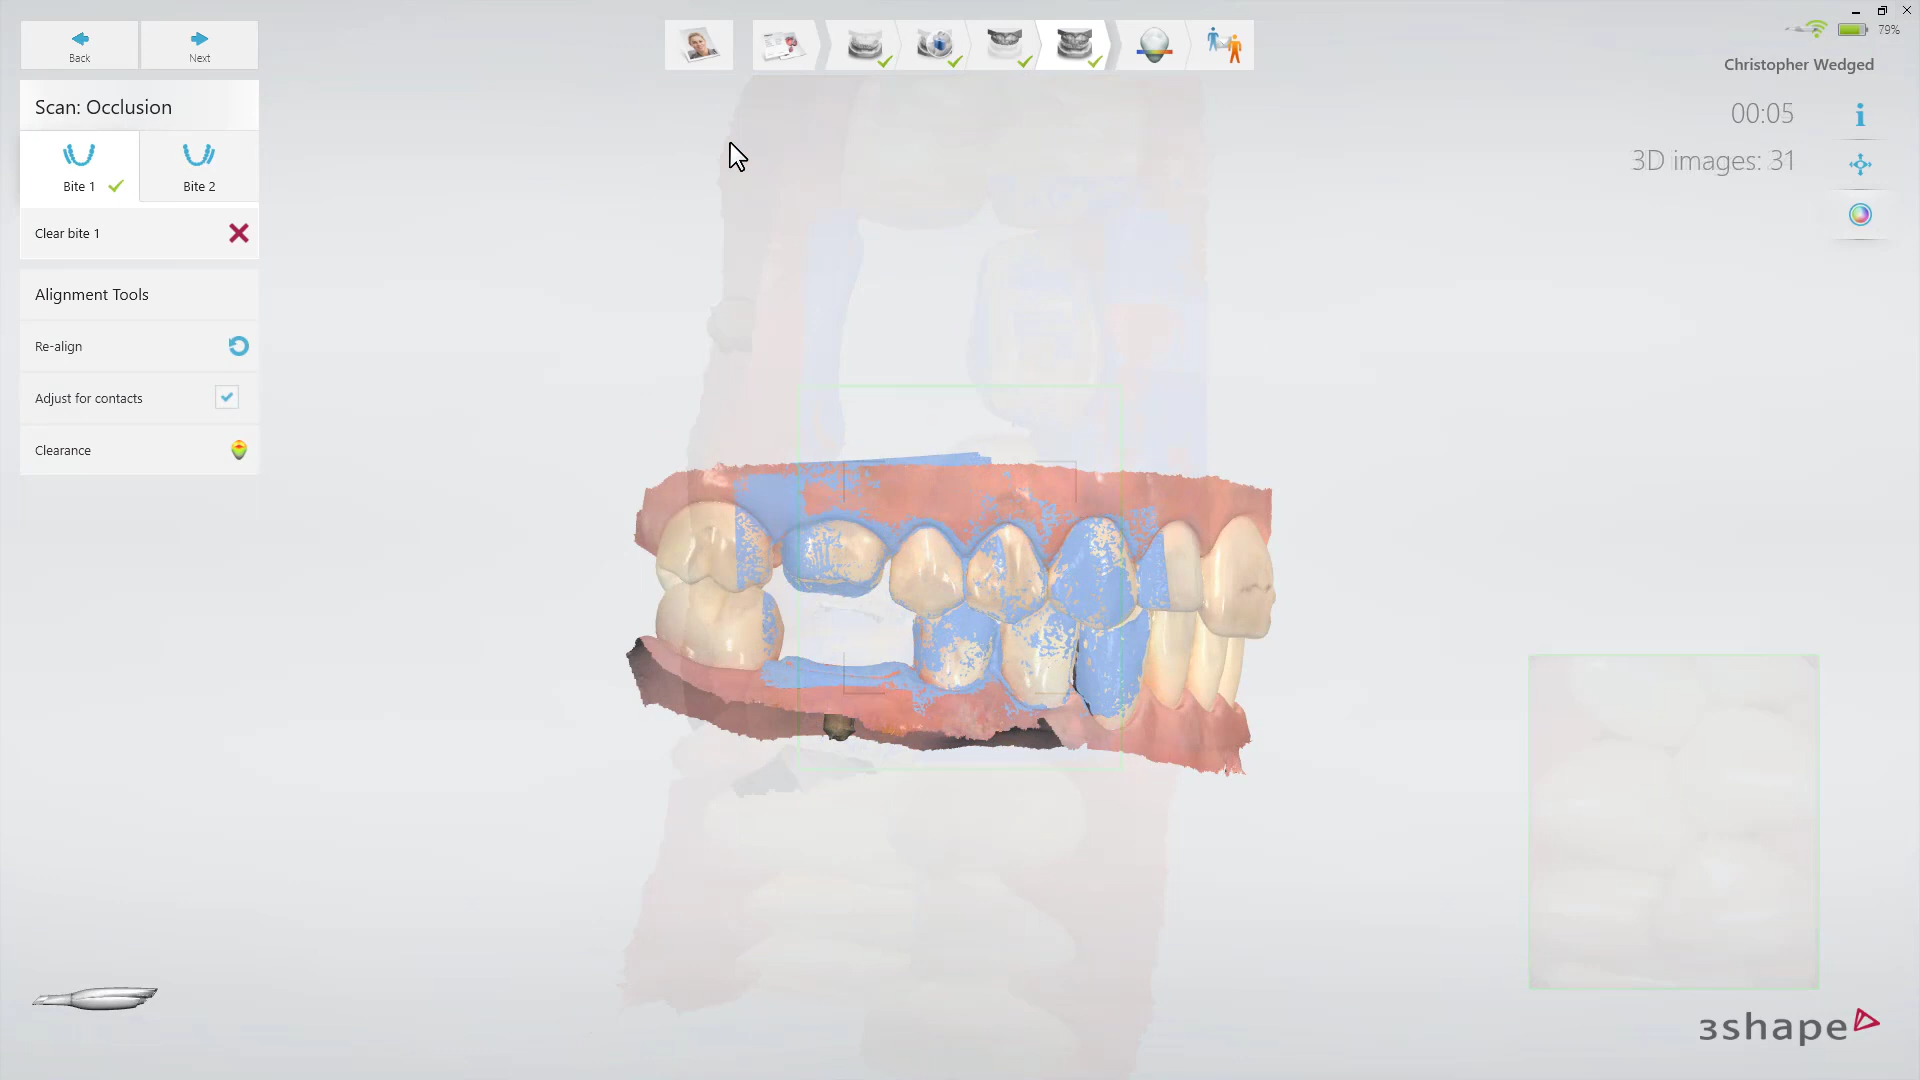 Back
Next
79%
Christopher Wedged
Scan: Occlusion
00:05
Bite 1
Bite 2
3D images: 31
Clear bite 1
Alignment Tools
Re-align
Adjust for contacts
Clearance
3shape